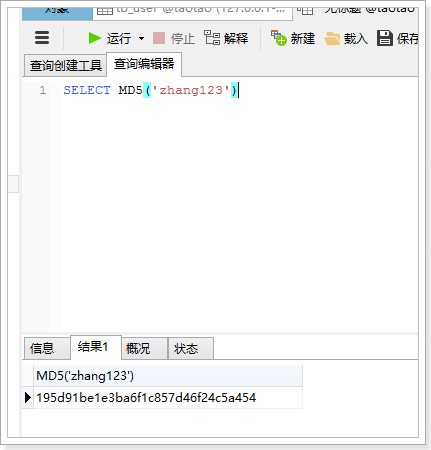 对象 tb_user @taotao (127.0.0.1-... 无标题 @taotao
运行 停止 解释 新建 载入 保存
查询创建工具 查询编辑器
1 SELECT MD5('zhang123')
信息 结果1 概况 状态
MD5('zhang123')
195d91be1e3ba6f1c857d46f24c5a454